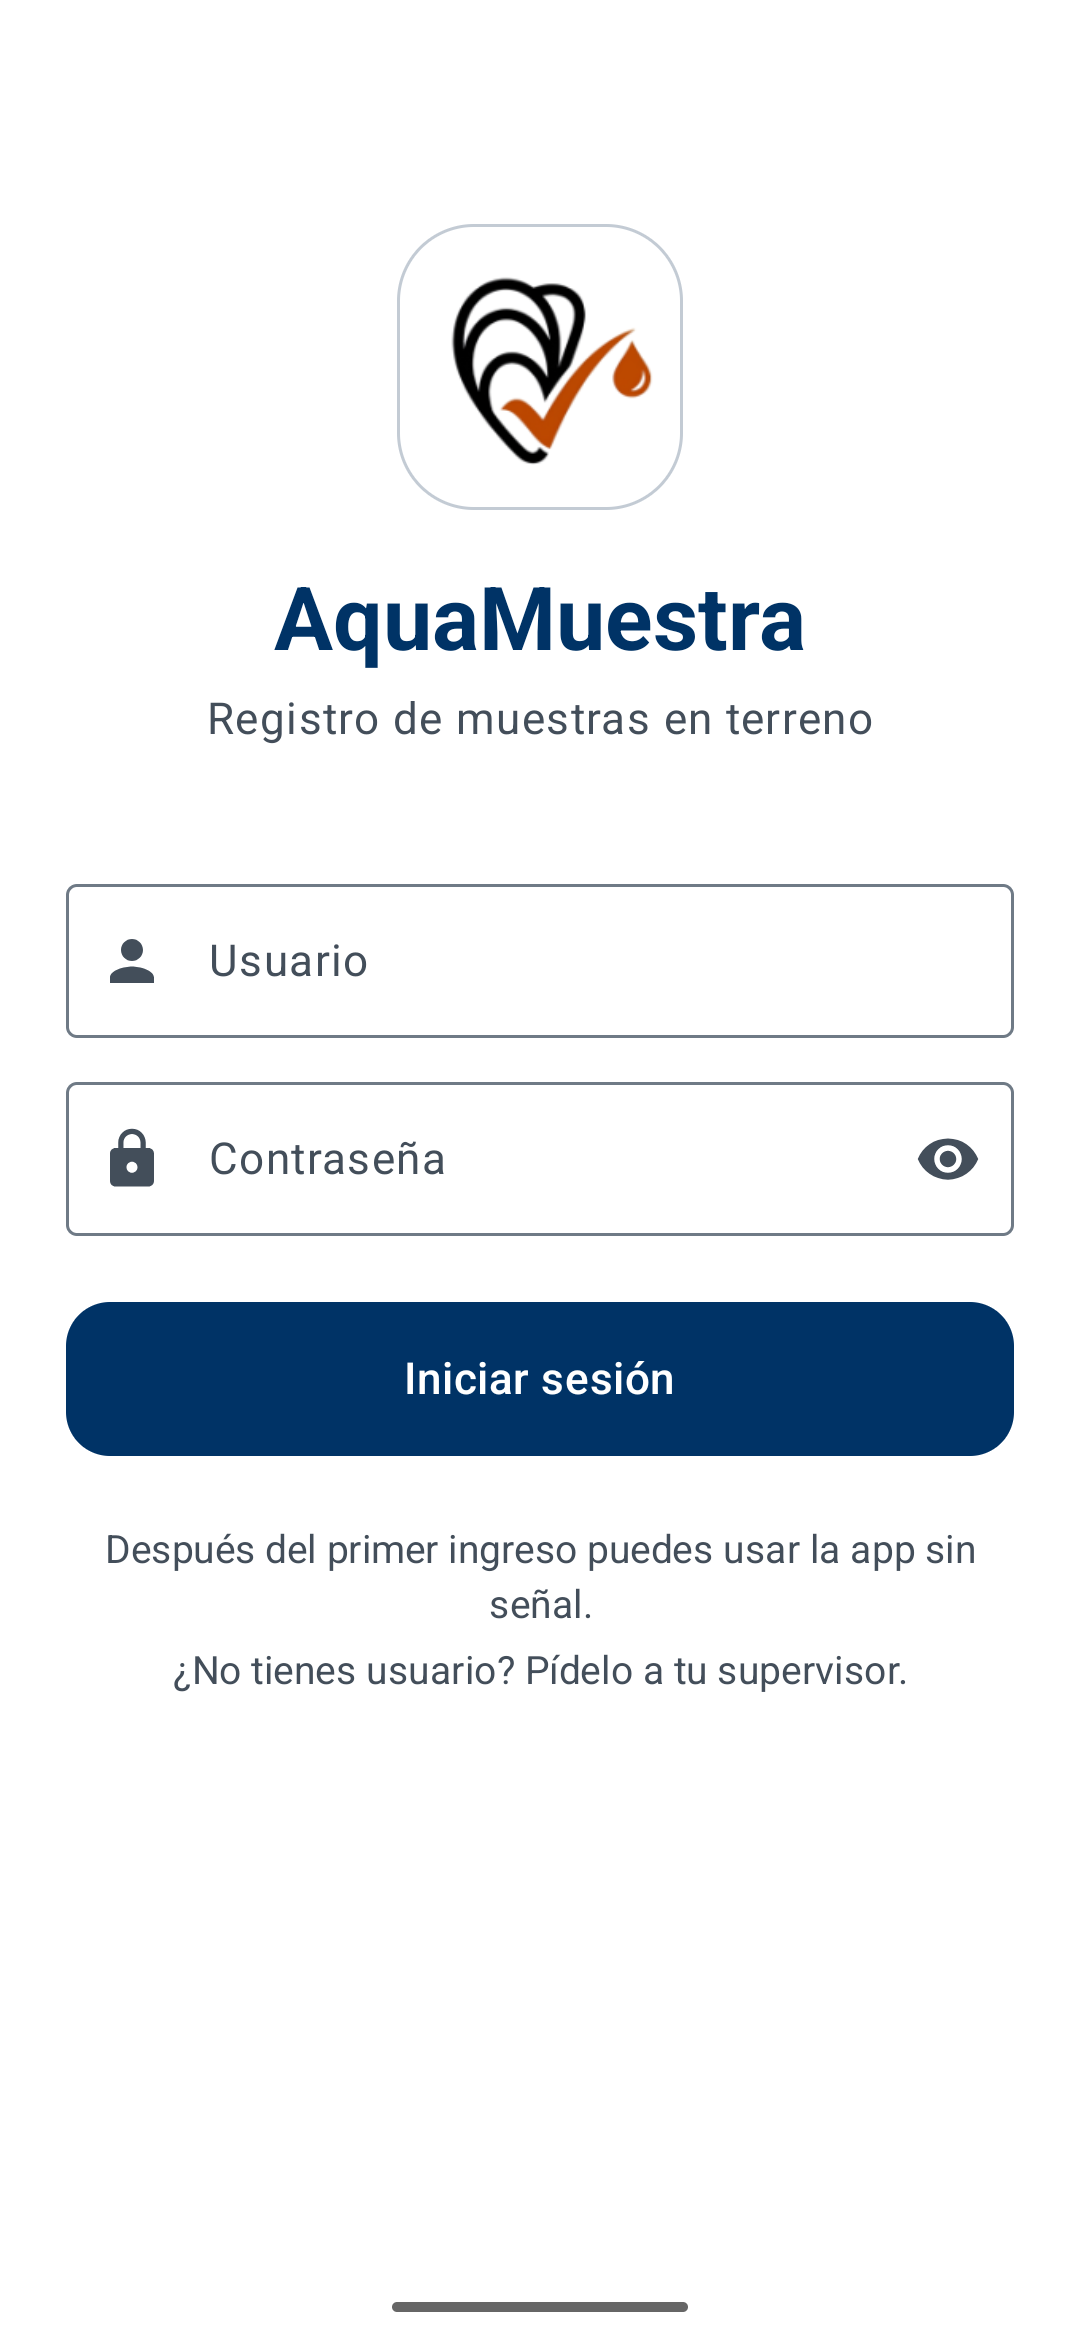 AquaMuestra
Registro de muestras en terreno
Usuario
Contraseña
Iniciar sesión
Después del primer ingreso puedes usar la app sin
señal.
¿No tienes usuario? Pídelo a tu supervisor.